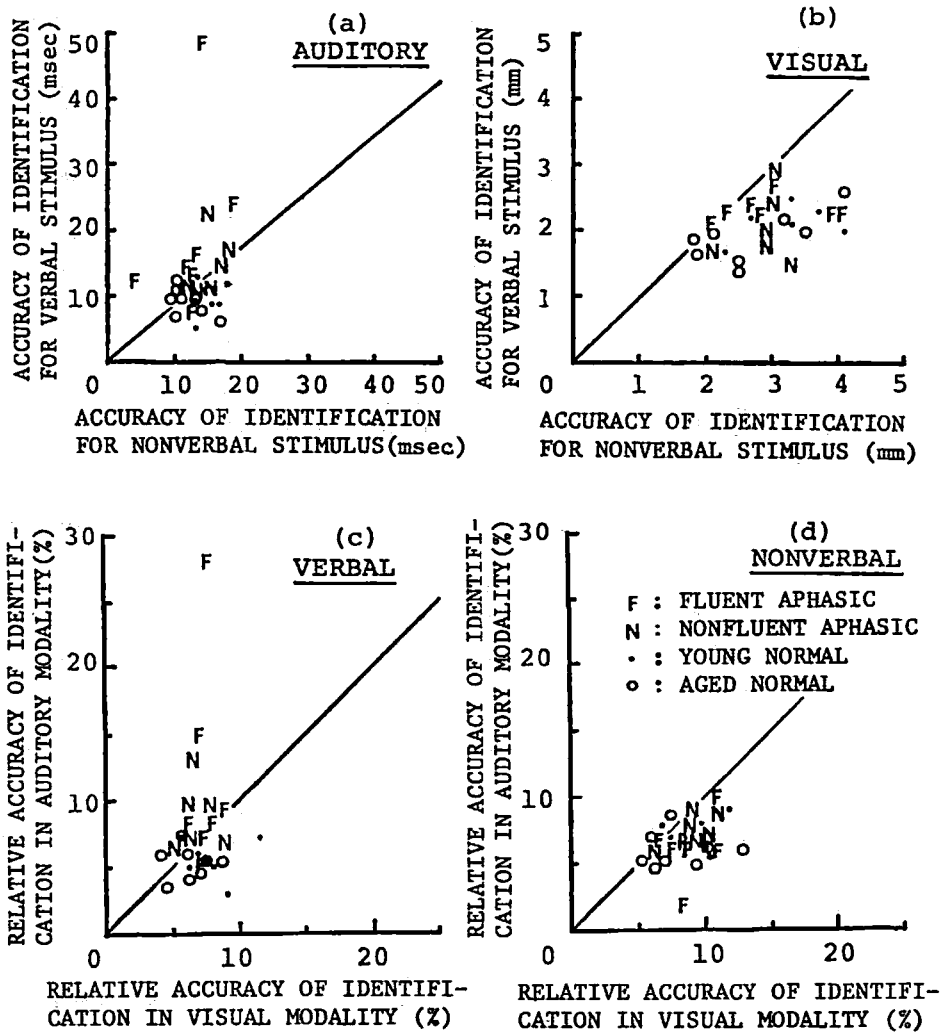 (a)
AUDITORY
ACCURACY OF IDENTIFICATION
FOR VERBAL STIMULUS (msec)
50
40
30
20
10
0
10 20 30 40 50
ACCURACY OF IDENTIFICATION
FOR NONVERBAL STIMULUS(msec)
(b)
VISUAL
ACCURACY OF IDENTIFICATION
FOR VERBAL STIMULUS (mm)
5
4
3
2
1
0
1 2 3 4 5
ACCURACY OF IDENTIFICATION
FOR NONVERBAL STIMULUS (mm)
(c)
VERBAL
RELATIVE ACCURACY OF IDENTIFI-
CATION IN AUDITORY MODALITY(%)
30
20
10
0
10 20
RELATIVE ACCURACY OF IDENTIFI-
CATION IN VISUAL MODALITY (%)
(d)
NONVERBAL
F : FLUENT APHASIC
N : NONFLUENT APHASIC
· : YOUNG NORMAL
o : AGED NORMAL
RELATIVE ACCURACY OF IDENTIFI-
CATION IN AUDITORY MODALITY(%)
30
20
10
0
10 20
RELATIVE ACCURACY OF IDENTIFI-
CATION IN VISUAL MODALITY (%)